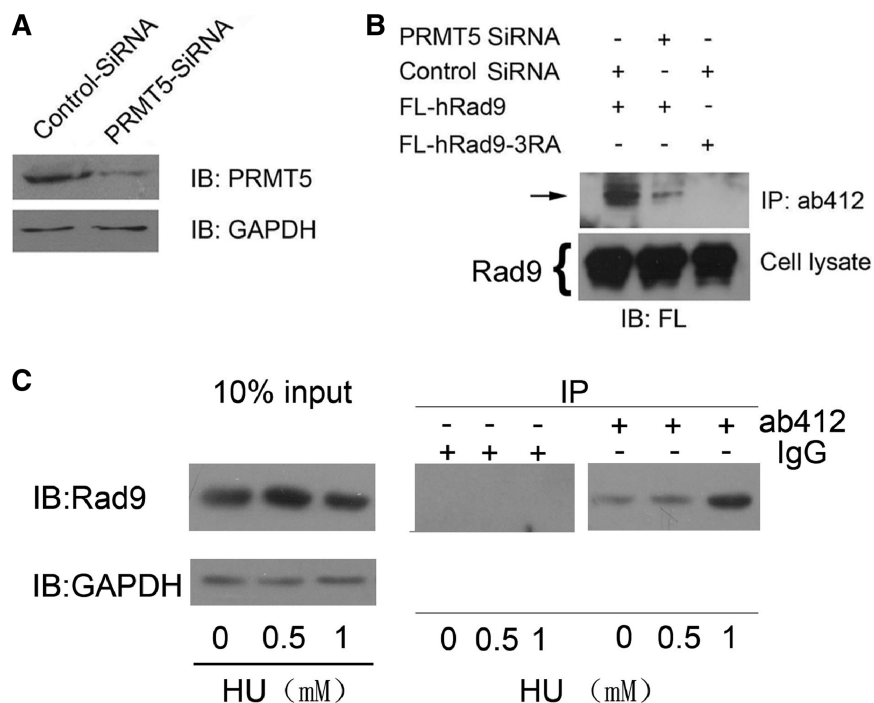 A
Control-SiRNA
PRMT5-SiRNA
IB: PRMT5
IB: GAPDH
B
PRMT5 SiRNA - + -
Control SiRNA + - +
FL-hRad9 + + -
FL-hRad9-3RA - - +
IP: ab412
Rad9 {
Cell lysate
IB: FL
C
10% input
IP
- - - + + + ab412
+ + + - - - IgG
IB:Rad9
IB:GAPDH
0 0.5 1
0 0.5 1 0 0.5 1
HU (mM)
HU (mM)